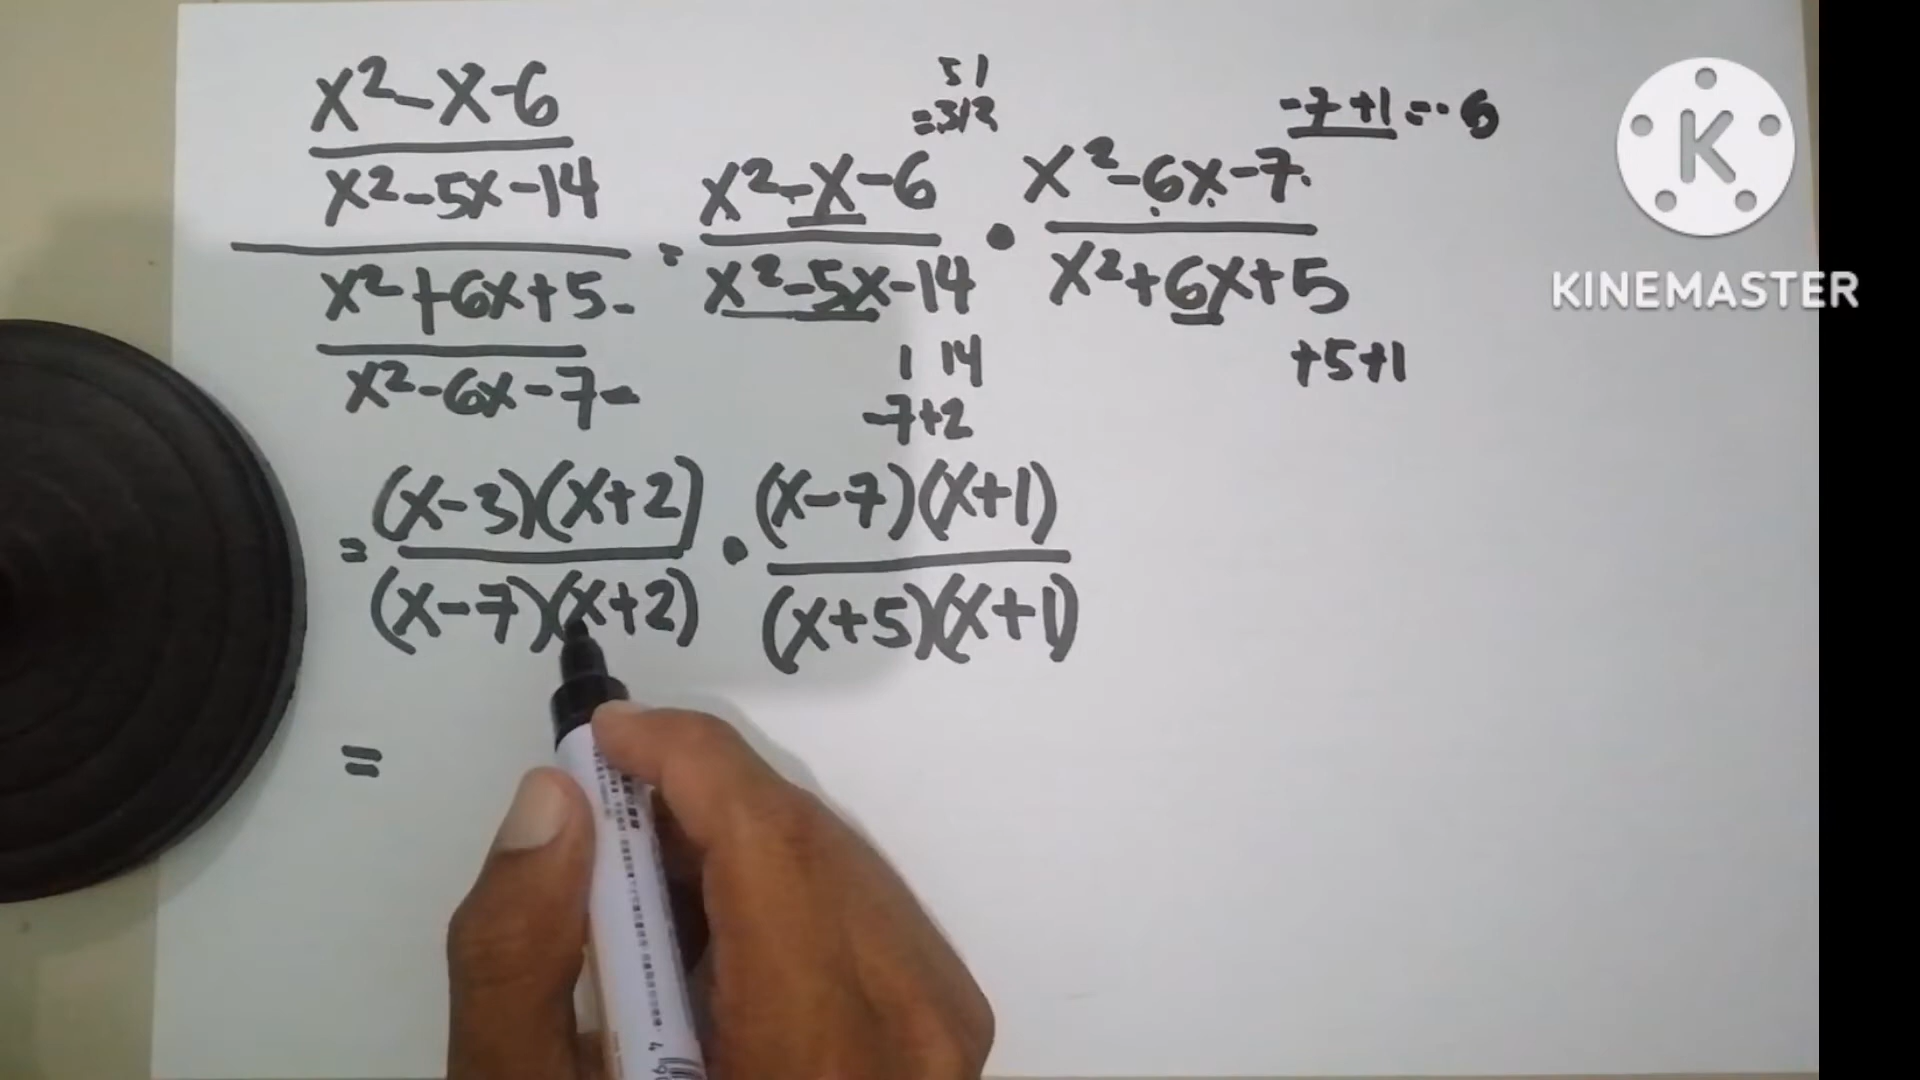 x²-x-6
x²-5x-14
x²+6x+5
x²-6x-7
= x²-x-6 • x²-6x-7
x²-5x-14 x²+6x+5
-7+1=-6
1 14
-7+2
+5+1
= (x-3)(x+2) • (x-7)(x+1)
(x-7)(x+2) (x+5)(x+1)
=
K
KINEMASTER